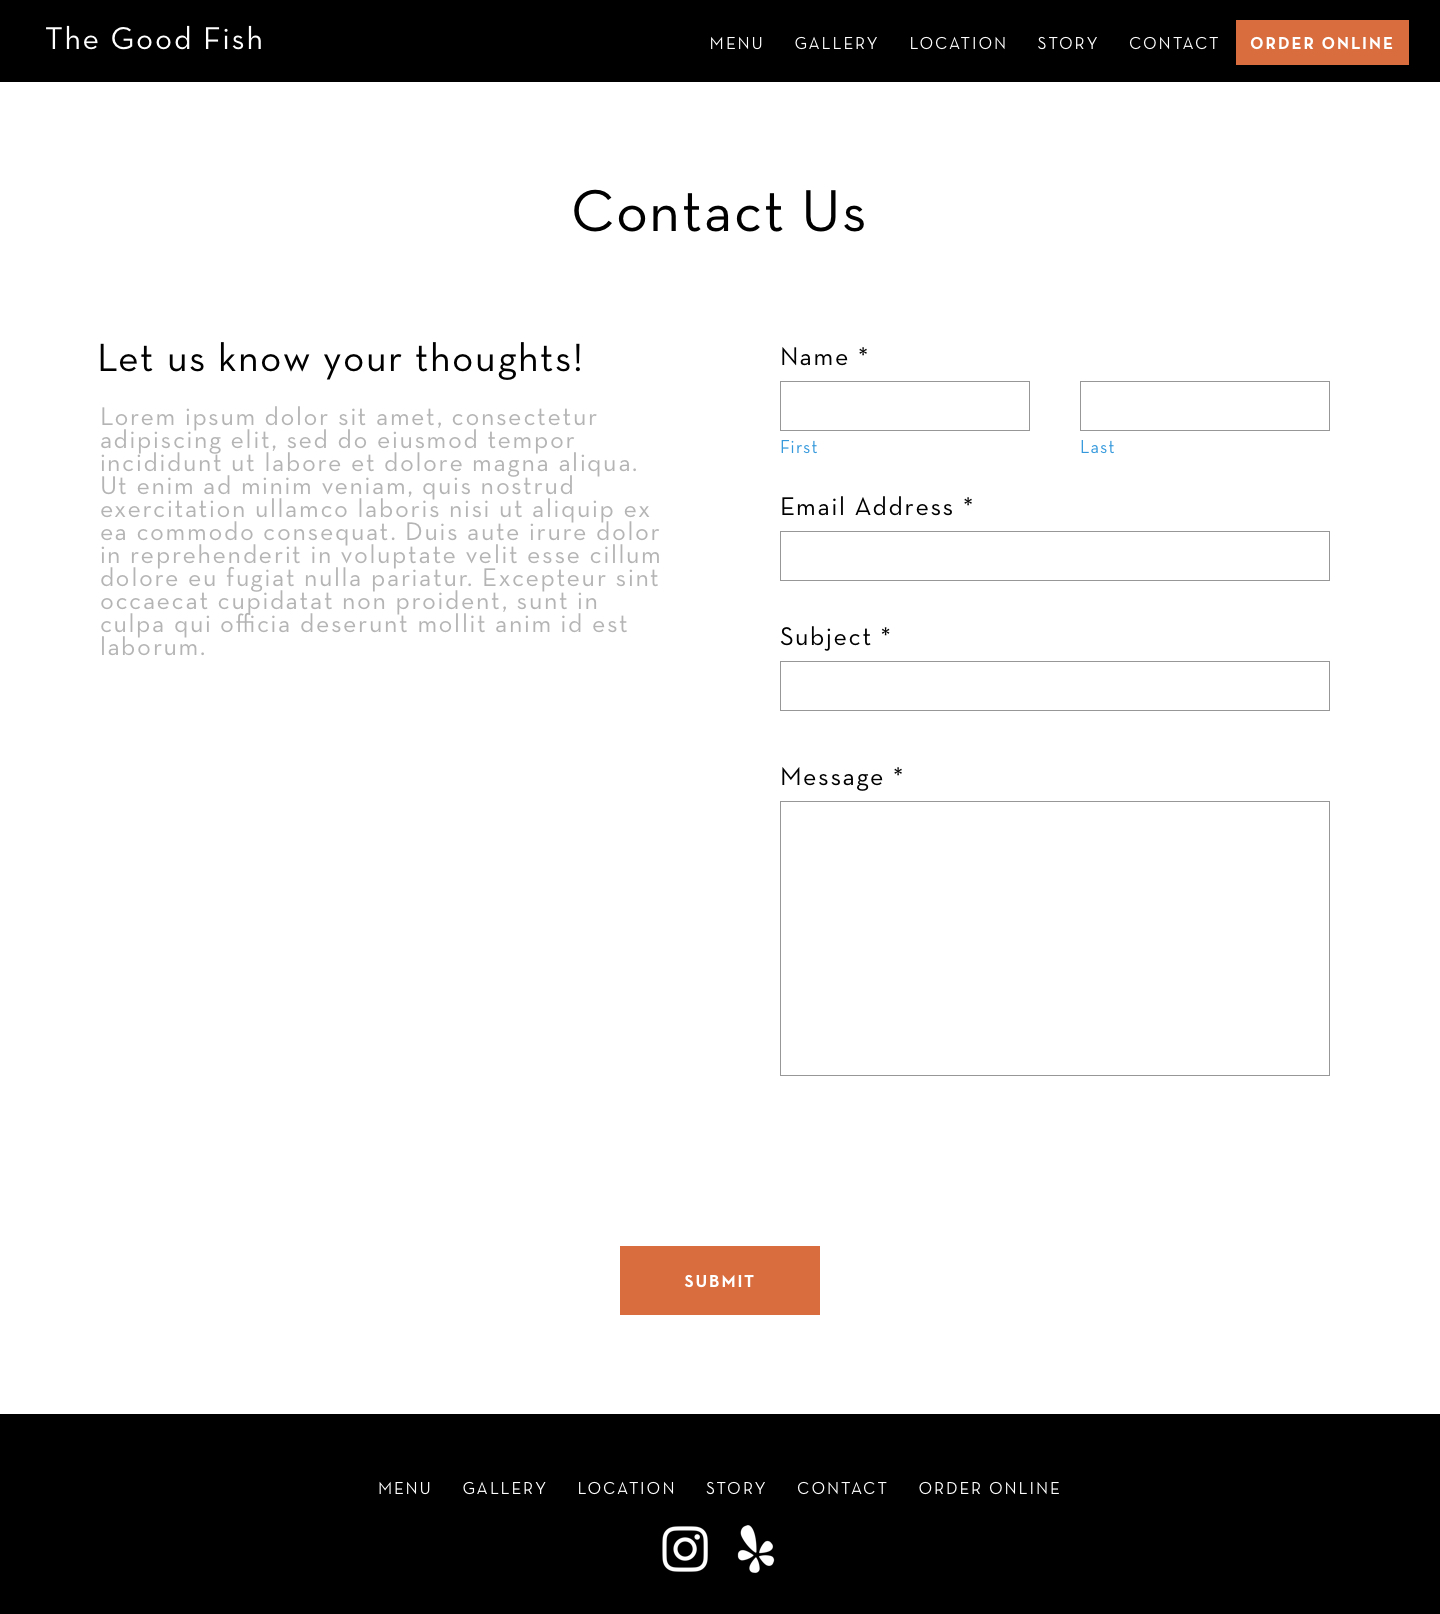 The Good Fish
MENU GALLERY LOCATION STORY CONTACT ORDER ONLINE
Contact Us
Let us know your thoughts!
Lorem ipsum dolor sit amet, consectetur
adipiscing elit, sed do eiusmod tempor
incididunt ut labore et dolore magna aliqua.
Ut enim ad minim veniam, quis nostrud
exercitation ullamco laboris nisi ut aliquip ex
ea commodo consequat. Duis aute irure dolor
in reprehenderit in voluptate velit esse cillum
dolore eu fugiat nulla pariatur. Excepteur sint
occaecat cupidatat non proident, sunt in
culpa qui officia deserunt mollit anim id est
laborum.
Name *
First Last
Email Address *
Subject *
Message *
SUBMIT
MENU GALLERY LOCATION STORY CONTACT ORDER ONLINE